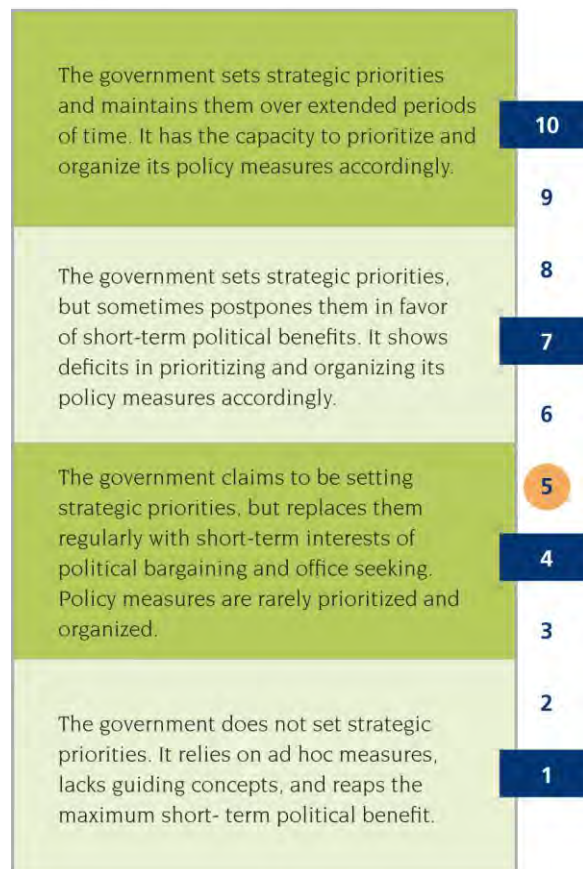 The government sets strategic priorities
and maintains them over extended periods
of time. It has the capacity to prioritize and
organize its policy measures accordingly.
10
9
The government sets strategic priorities,
but sometimes postpones them in favor
of short-term political benefits. It shows
deficits in prioritizing and organizing its
policy measures accordingly.
8
7
6
The government claims to be setting
strategic priorities, but replaces them
regularly with short-term interests of
political bargaining and office seeking.
Policy measures are rarely prioritized and
organized.
5
4
3
The government does not set strategic
priorities. It relies on ad hoc measures,
lacks guiding concepts, and reaps the
maximum short- term political benefit.
2
1